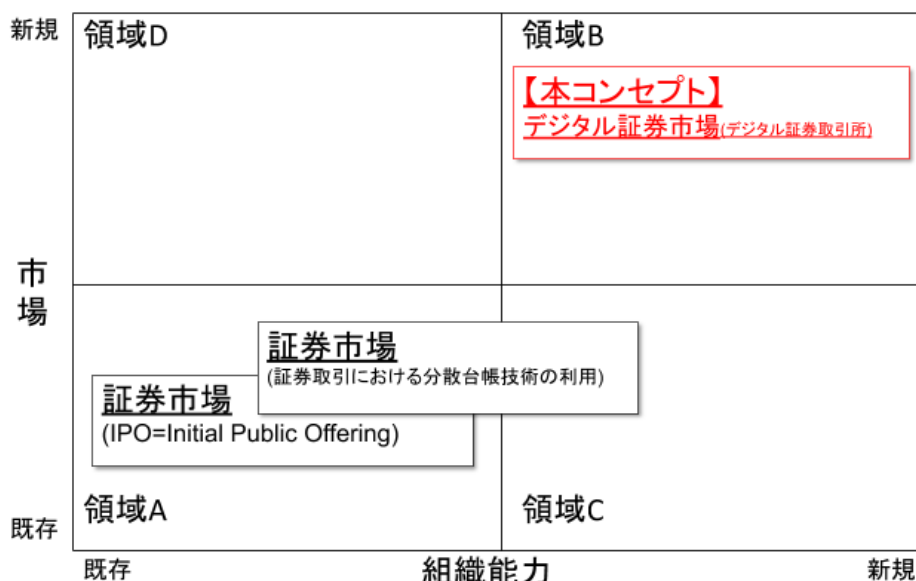 新規
領域D
領域B
【本コンセプト】
デジタル証券市場(デジタル証券取引所)
市
場
証券市場
(証券取引における分散台帳技術の利用)
証券市場
(IPO=Initial Public Offering)
領域A
領域C
既存
既存
組織能力
新規